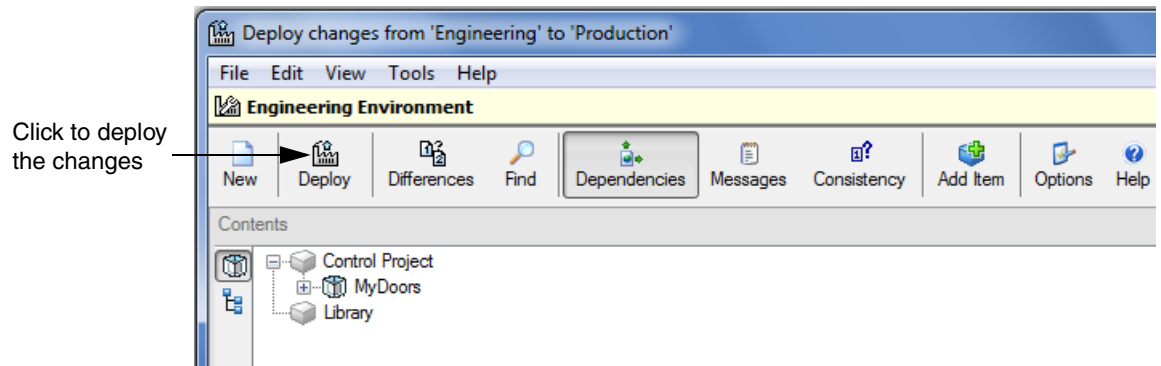 Deploy changes from 'Engineering' to 'Production'
File Edit View Tools Help
Engineering Environment
Click to deploy
the changes
New Deploy Differences Find Dependencies Messages Consistency Add Item Options Help
Contents
Control Project
MyDoors
Library